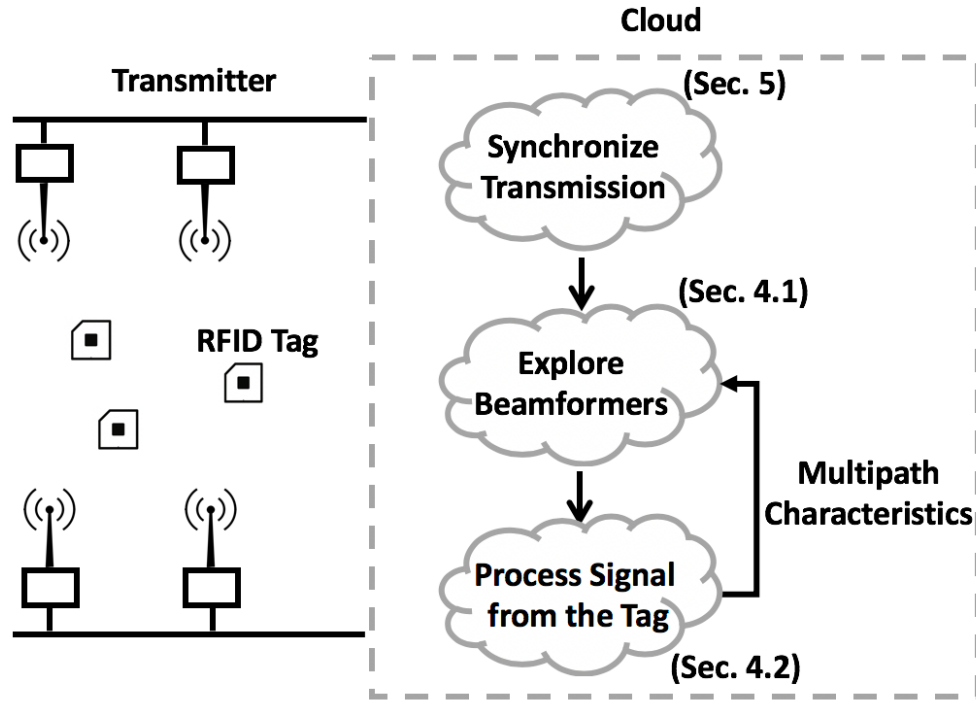 Cloud
Transmitter
(Sec. 5)
Synchronize
Transmission
(Sec. 4.1)
RFID Tag
Explore
Beamformers
Multipath
Characteristics
Process Signal
from the Tag
(Sec. 4.2)